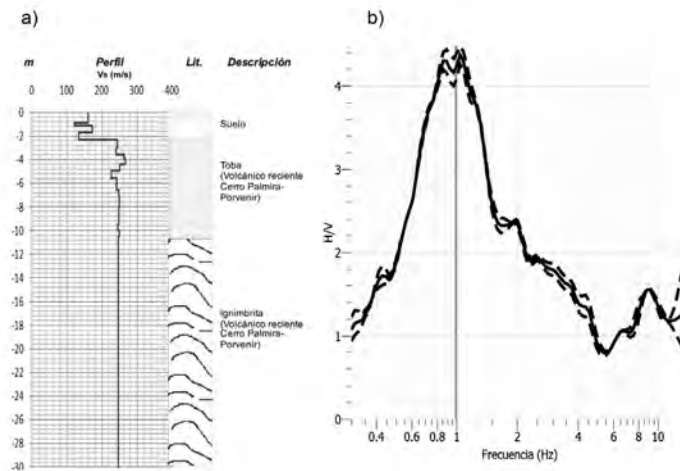 a)
m Perfil Lit. Descripción
Vs (m/s)
0 100 200 300 400
0
-2
-4
-6
-8
-10
-12
-14
-16
-18
-20
-22
-24
-26
-28
-30
Suelo
Toba
(Volcánico reciente
Cerro Palmira-
Porvenir)
Ignimbrita
(Volcánico reciente
Cerro Palmira-
Porvenir)
b)
H/V
4
3
2
1
0
0.4 0.6 0.8 1 2 4 6 8 10
Frecuencia (Hz)